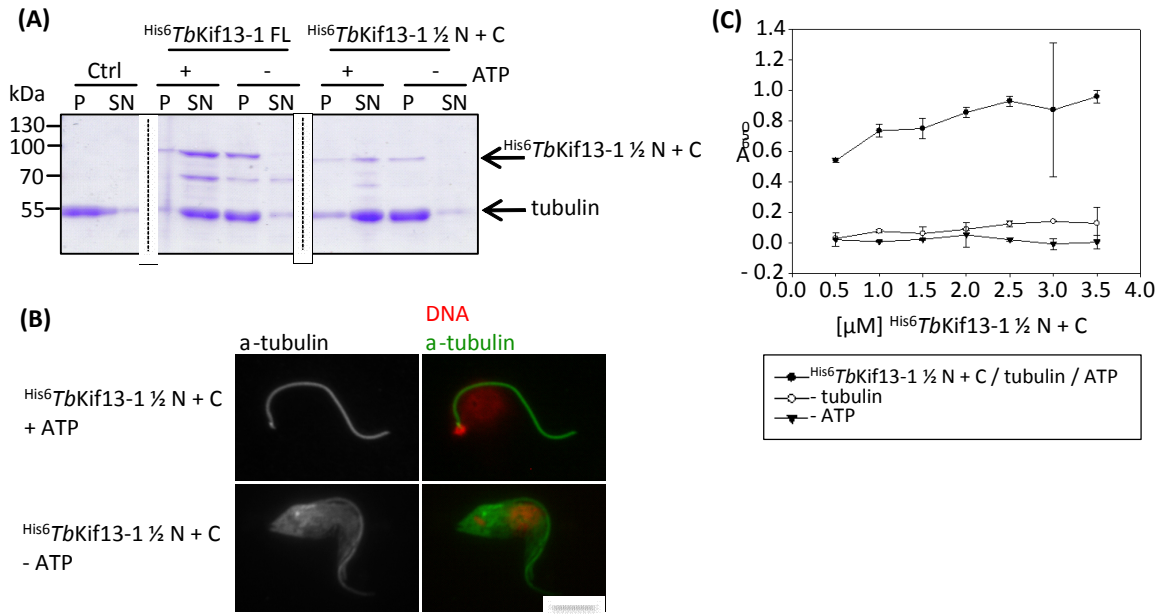 (A)
His6TbKif13-1 FL His6TbKif13-1 ½ N + C
Ctrl + - + - ATP
kDa P SN P SN P SN P SN P SN
130
100
70
55
His6TbKif13-1 ½ N + C
tubulin
(B)
a-tubulin
DNA
a-tubulin
His6TbKif13-1 ½ N + C
+ ATP
His6TbKif13-1 ½ N + C
- ATP
(C)
1.4
1.2
1.0
0.8
0.6
0.4
0.2
0.0
- 0.2
0.0 0.5 1.0 1.5 2.0 2.5 3.0 3.5 4.0
[µM] His6TbKif13-1 ½ N + C
His6TbKif13-1 ½ N + C / tubulin / ATP
- tubulin
- ATP